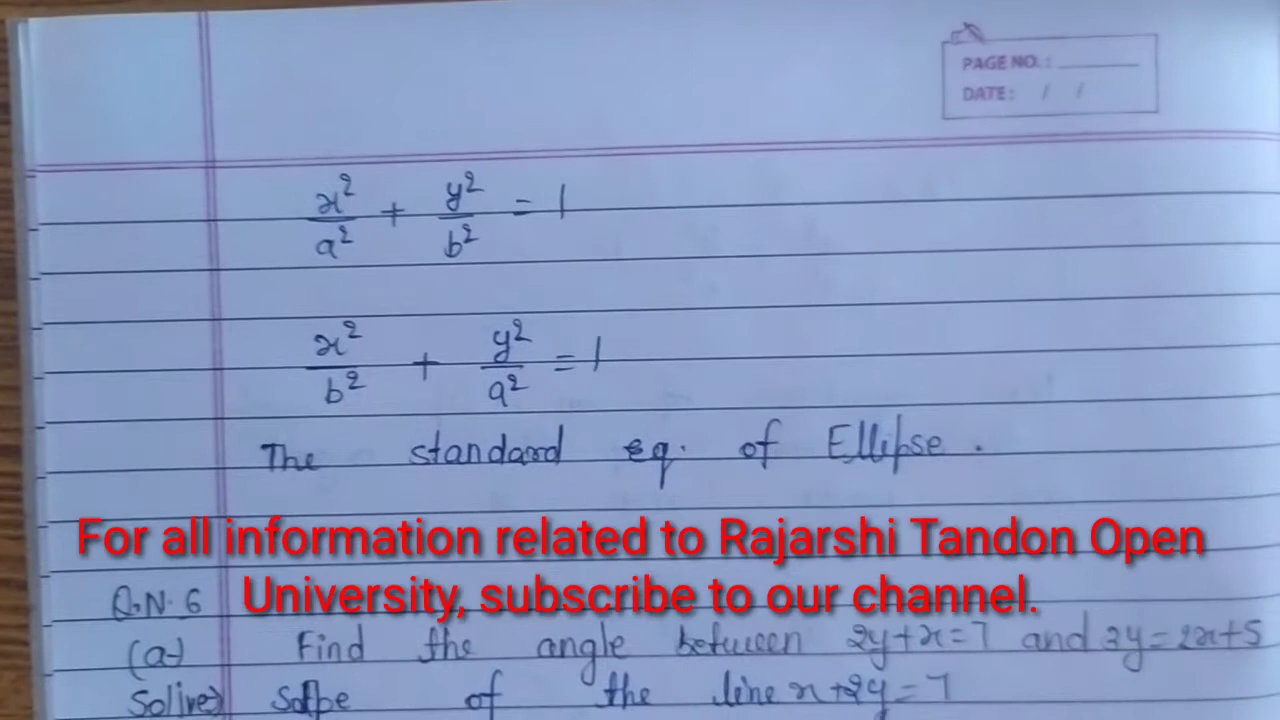 PAGE NO. :
DATE : / /
x²/a² + y²/b² = 1
x²/b² + y²/a² = 1
The standard eq. of Ellipse.
For all information related to Rajarshi Tandon Open
University, subscribe to our channel.
Q.N.6
(a) Find the angle between 2y+x=7 and 3y=2x+5
Solive) Slope of the line x+2y=7